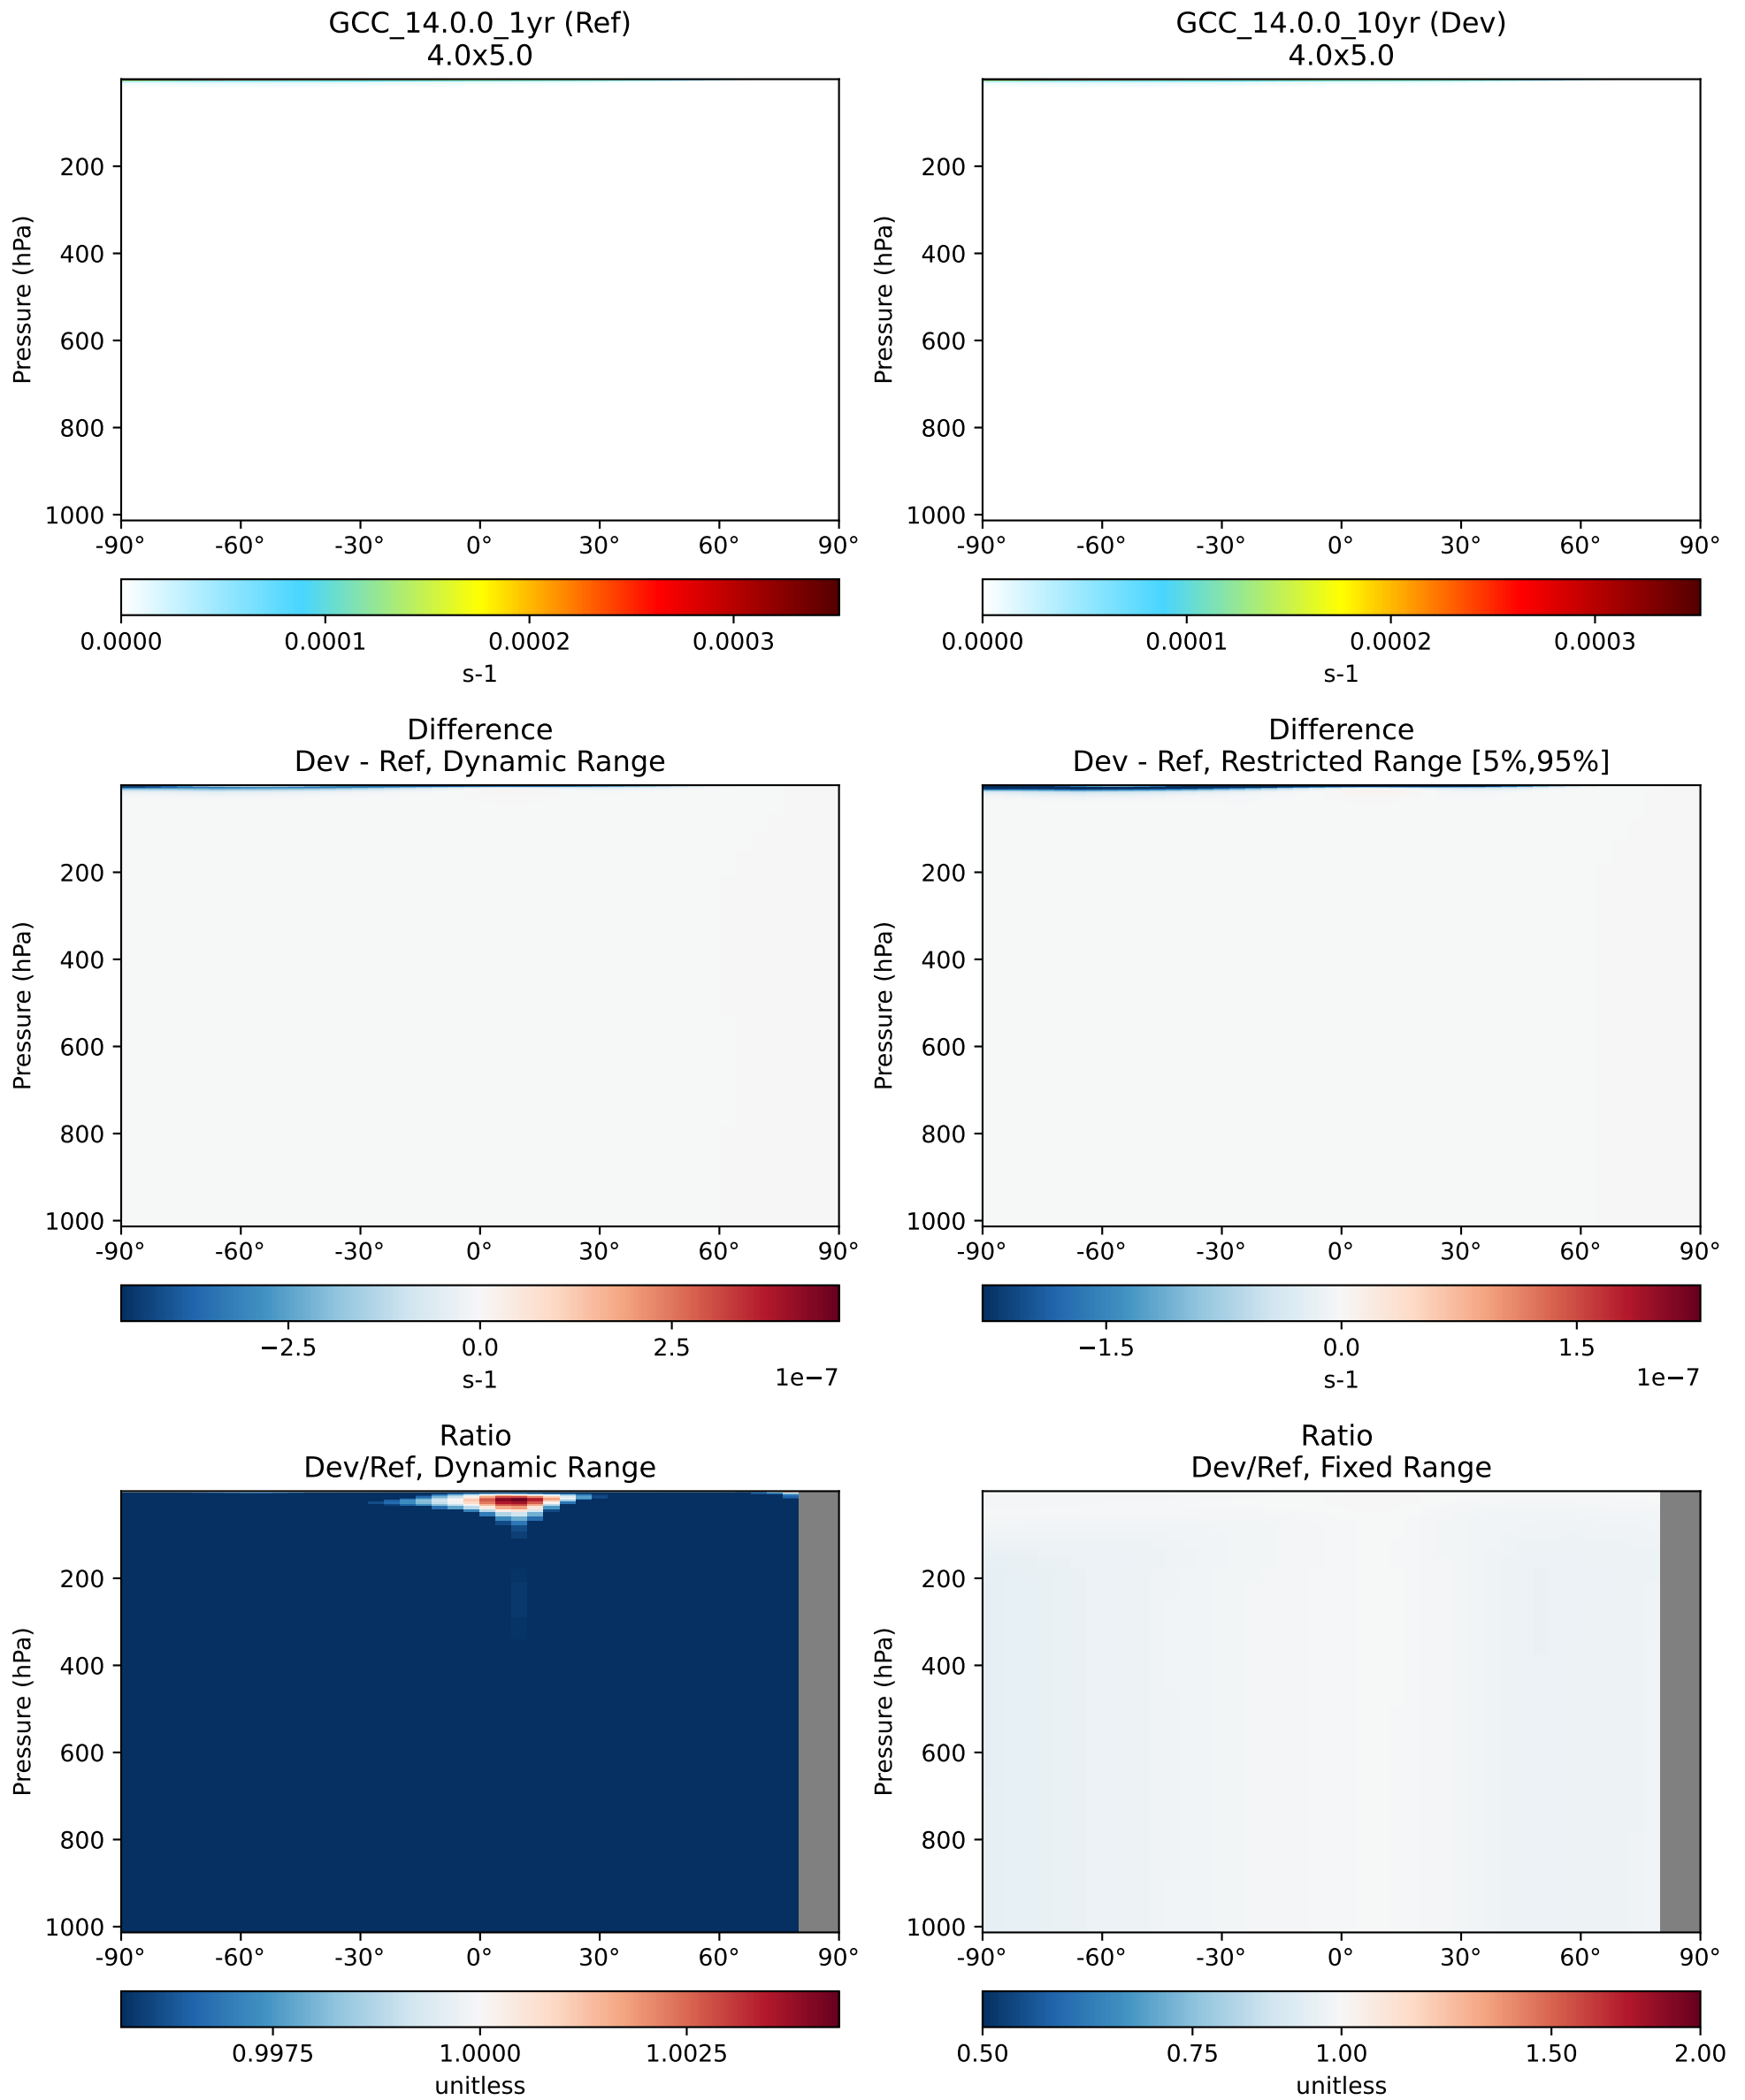 GCC_14.0.0_1yr (Ref)
4.0x5.0
Pressure (hPa)
200
400
600
800
1000
-90° -60° -30° 0° 30° 60° 90°
0.0000 0.0001 0.0002 0.0003
s-1
GCC_14.0.0_10yr (Dev)
4.0x5.0
Pressure (hPa)
200
400
600
800
1000
-90° -60° -30° 0° 30° 60° 90°
0.0000 0.0001 0.0002 0.0003
s-1
Difference
Dev - Ref, Dynamic Range
Pressure (hPa)
200
400
600
800
1000
-90° -60° -30° 0° 30° 60° 90°
−2.5 0.0 2.5
s-1
1e−7
Difference
Dev - Ref, Restricted Range [5%,95%]
Pressure (hPa)
200
400
600
800
1000
-90° -60° -30° 0° 30° 60° 90°
−1.5 0.0 1.5
s-1
1e−7
Ratio
Dev/Ref, Dynamic Range
Pressure (hPa)
200
400
600
800
1000
-90° -60° -30° 0° 30° 60° 90°
0.9975 1.0000 1.0025
unitless
Ratio
Dev/Ref, Fixed Range
Pressure (hPa)
200
400
600
800
1000
-90° -60° -30° 0° 30° 60° 90°
0.50 0.75 1.00 1.50 2.00
unitless